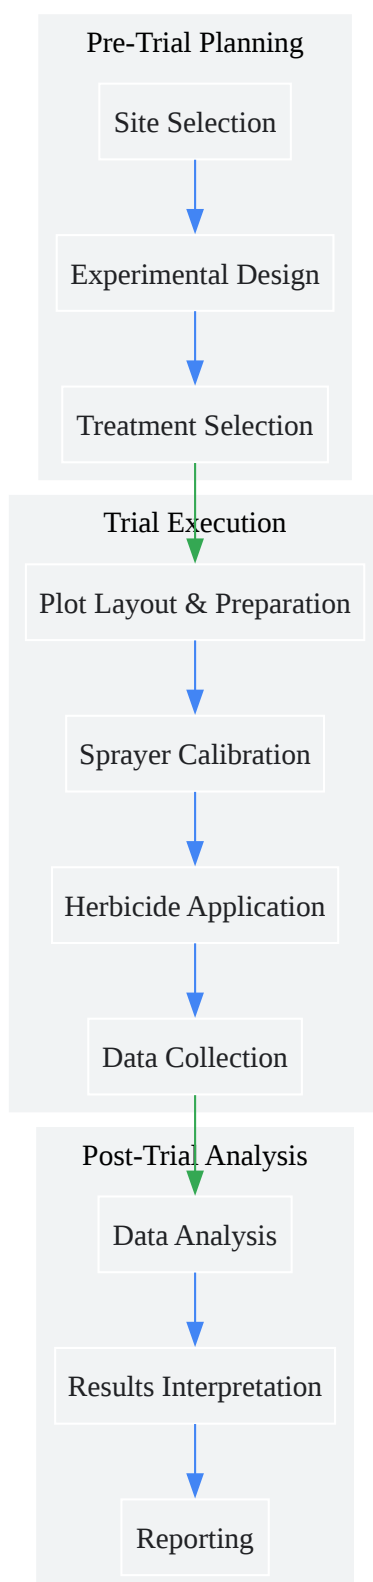 Pre-Trial Planning
Site Selection
Experimental Design
Treatment Selection
Trial Execution
Plot Layout & Preparation
Sprayer Calibration
Herbicide Application
Data Collection
Post-Trial Analysis
Data Analysis
Results Interpretation
Reporting